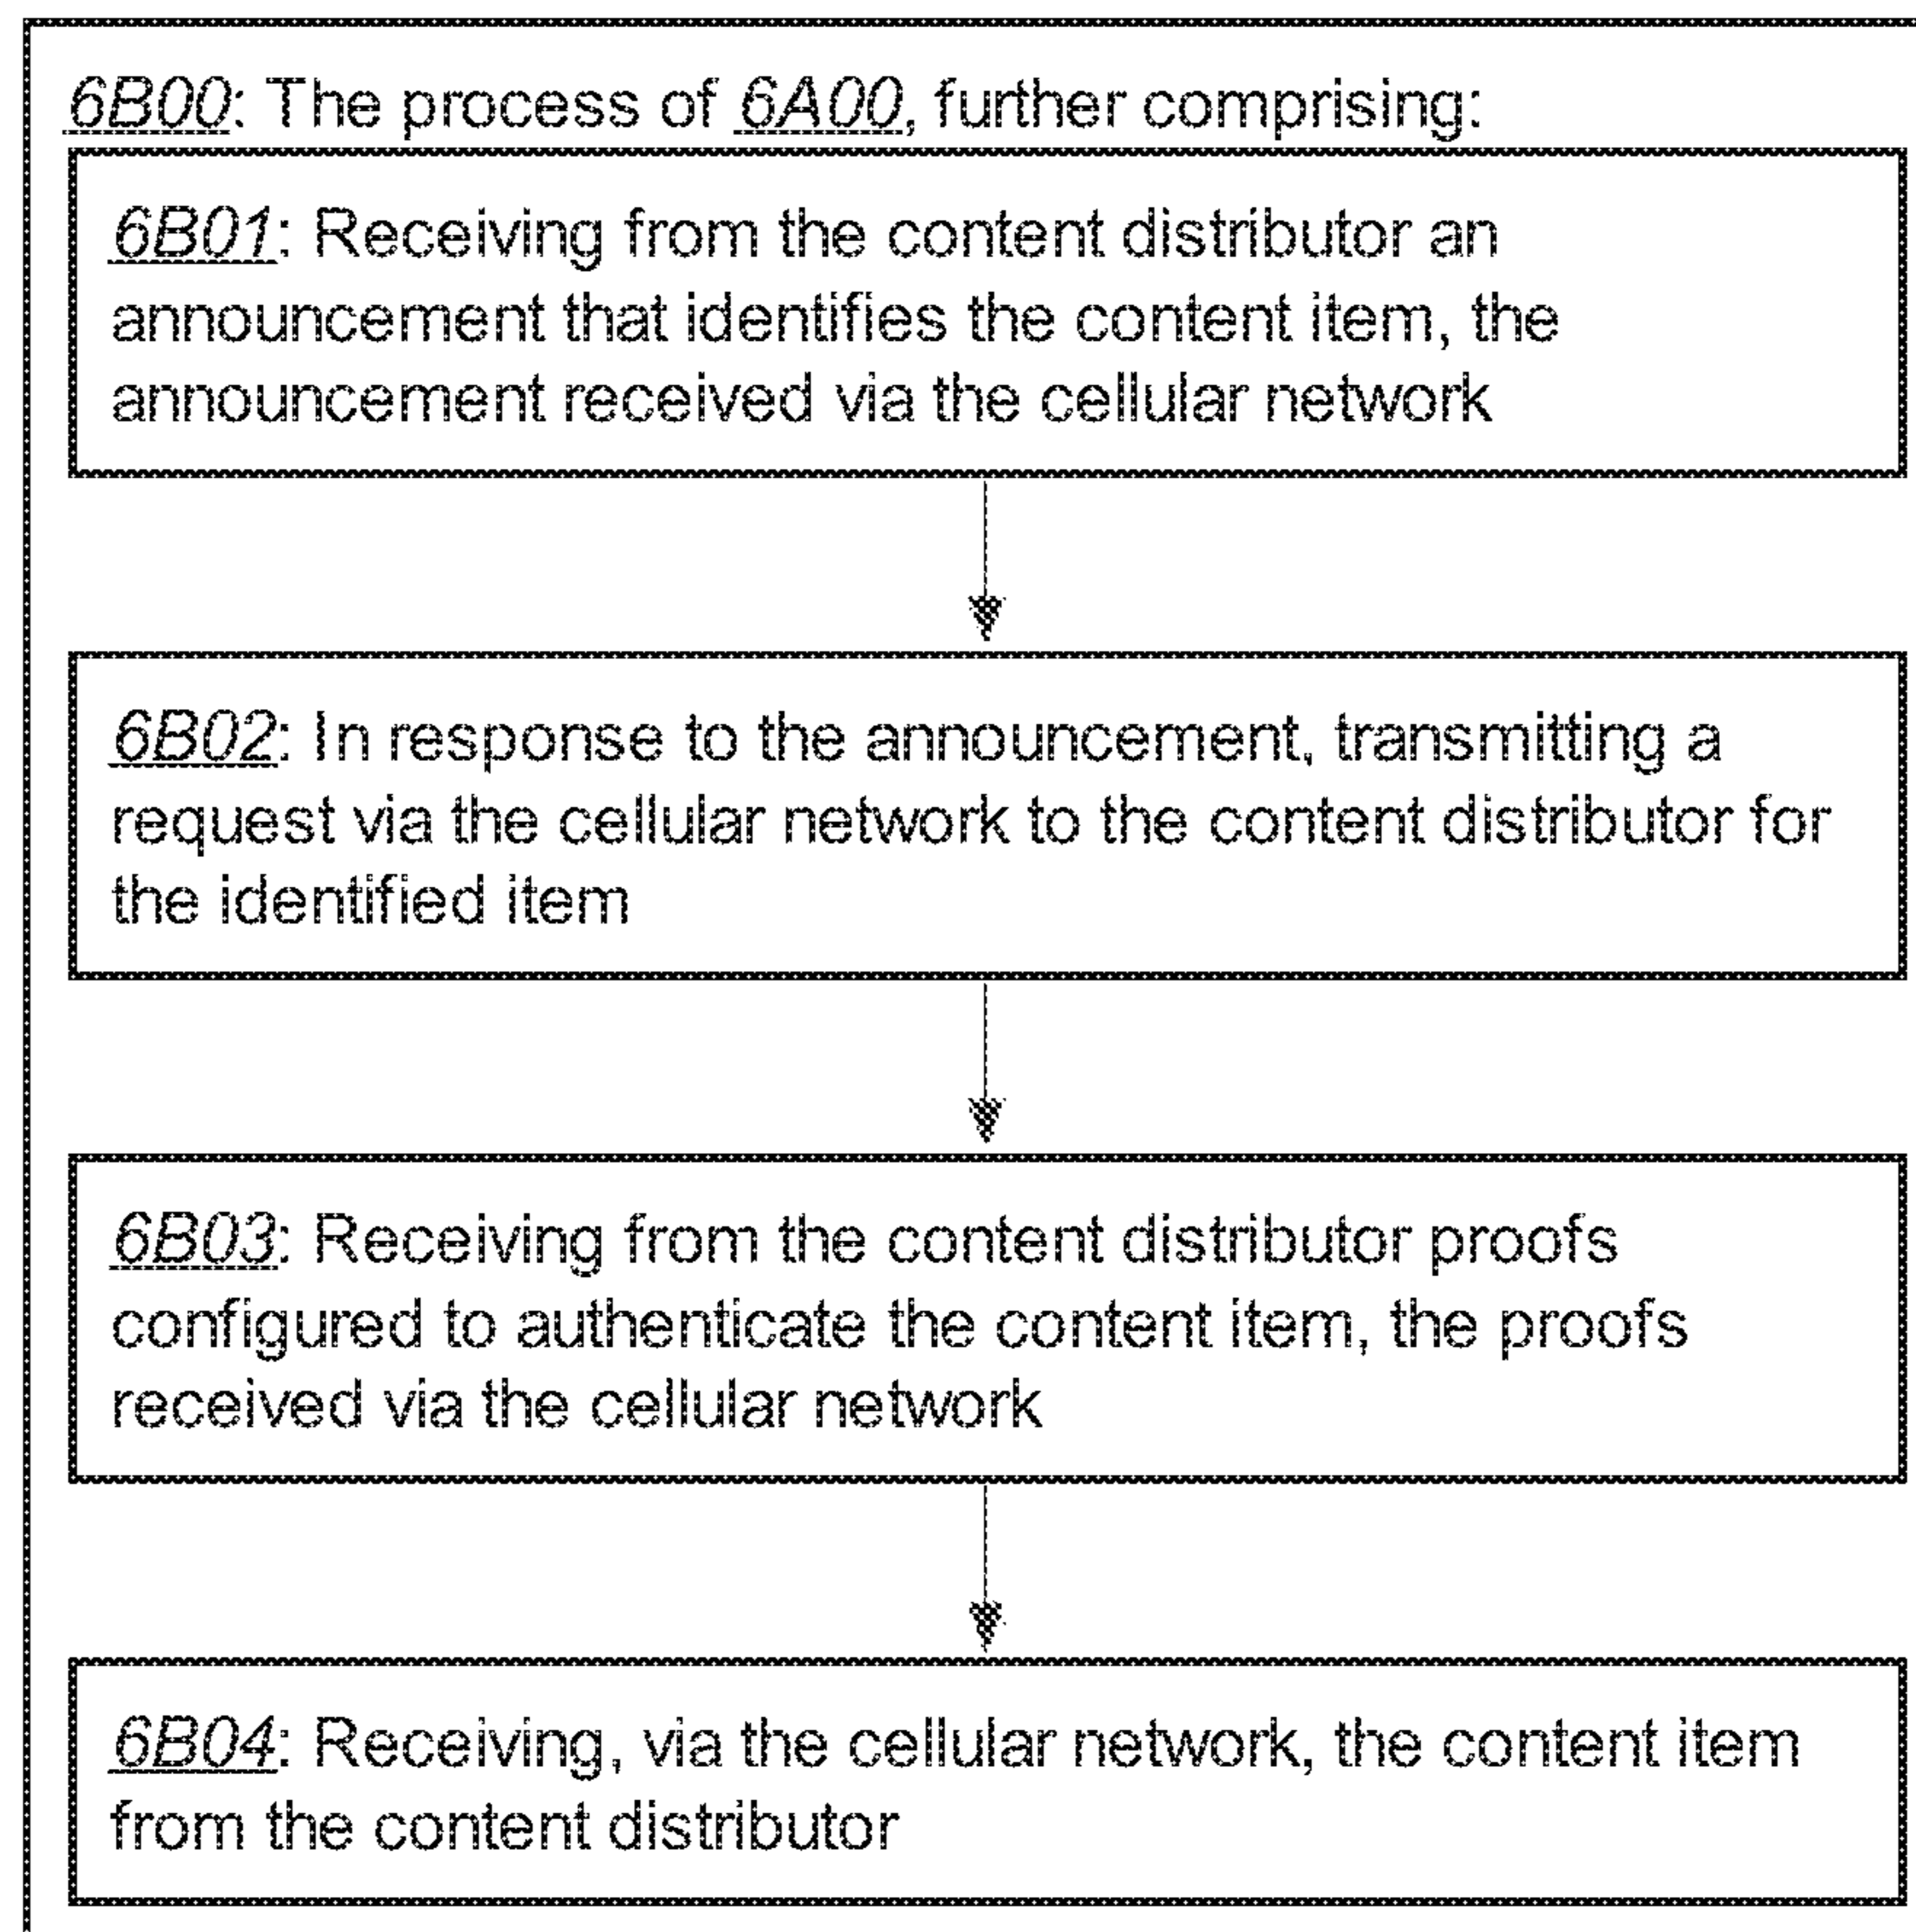 6B00: The process of 6A00, further comprising:
6B01: Receiving from the content distributor an
announcement that identifies the content item, the
announcement received via the cellular network
6B02: In response to the announcement, transmitting a
request via the cellular network to the content distributor for
the identified item
6B03: Receiving from the content distributor proofs
configured to authenticate the content item, the proofs
received via the cellular network
6B04: Receiving, via the cellular network, the content item
from the content distributor